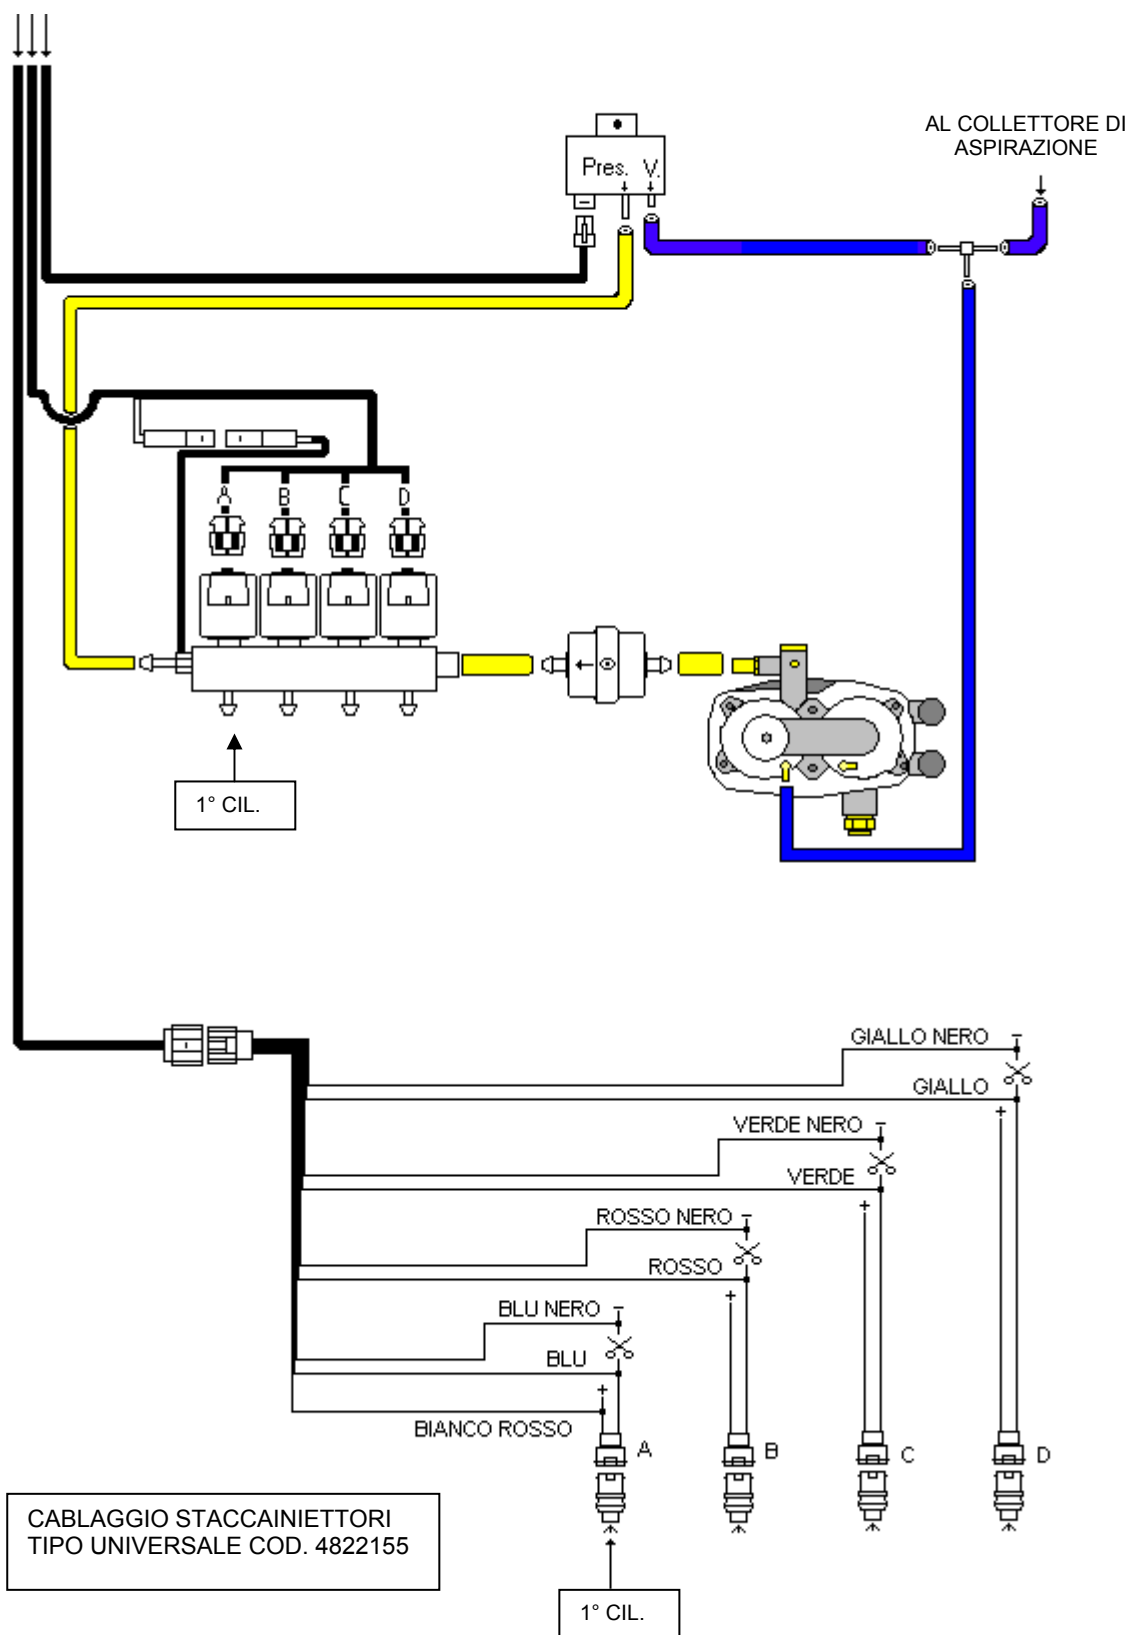 AL COLLETTORE DI
ASPIRAZIONE
Pres. V.
A B C D
1° CIL.
GIALLO NERO -
GIALLO
+
VERDE NERO -
VERDE
+
ROSSO NERO -
ROSSO
+
BLU NERO -
BLU
+
BIANCO ROSSO
A B C D
CABLAGGIO STACCAINIETTORI
TIPO UNIVERSALE COD. 4822155
1° CIL.